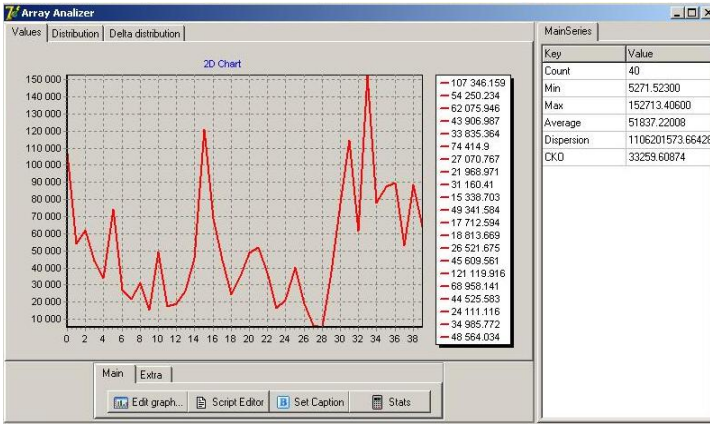 Array Analizer
Values Distribution Delta distribution
2D Chart
150 000
140 000
130 000
120 000
110 000
100 000
90 000
80 000
70 000
60 000
50 000
40 000
30 000
20 000
10 000
0 2 4 6 8 10 12 14 16 18 20 22 24 26 28 30 32 34 36 38
107 346.159
54 250.234
62 075.946
43 906.987
33 835.364
74 414.9
27 070.767
21 968.971
31 160.41
15 338.703
49 341.584
17 712.594
18 813.669
26 521.675
45 609.561
121 119.916
68 958.141
44 525.583
24 111.116
34 985.772
48 564.034
Main Extra
Edit graph... Script Editor Set Caption Stats
MainSeries
Key Value
Count 40
Min 5271.52300
Max 152713.40600
Average 51837.22008
Dispersion 1106201573.66428
СКО 33259.60874